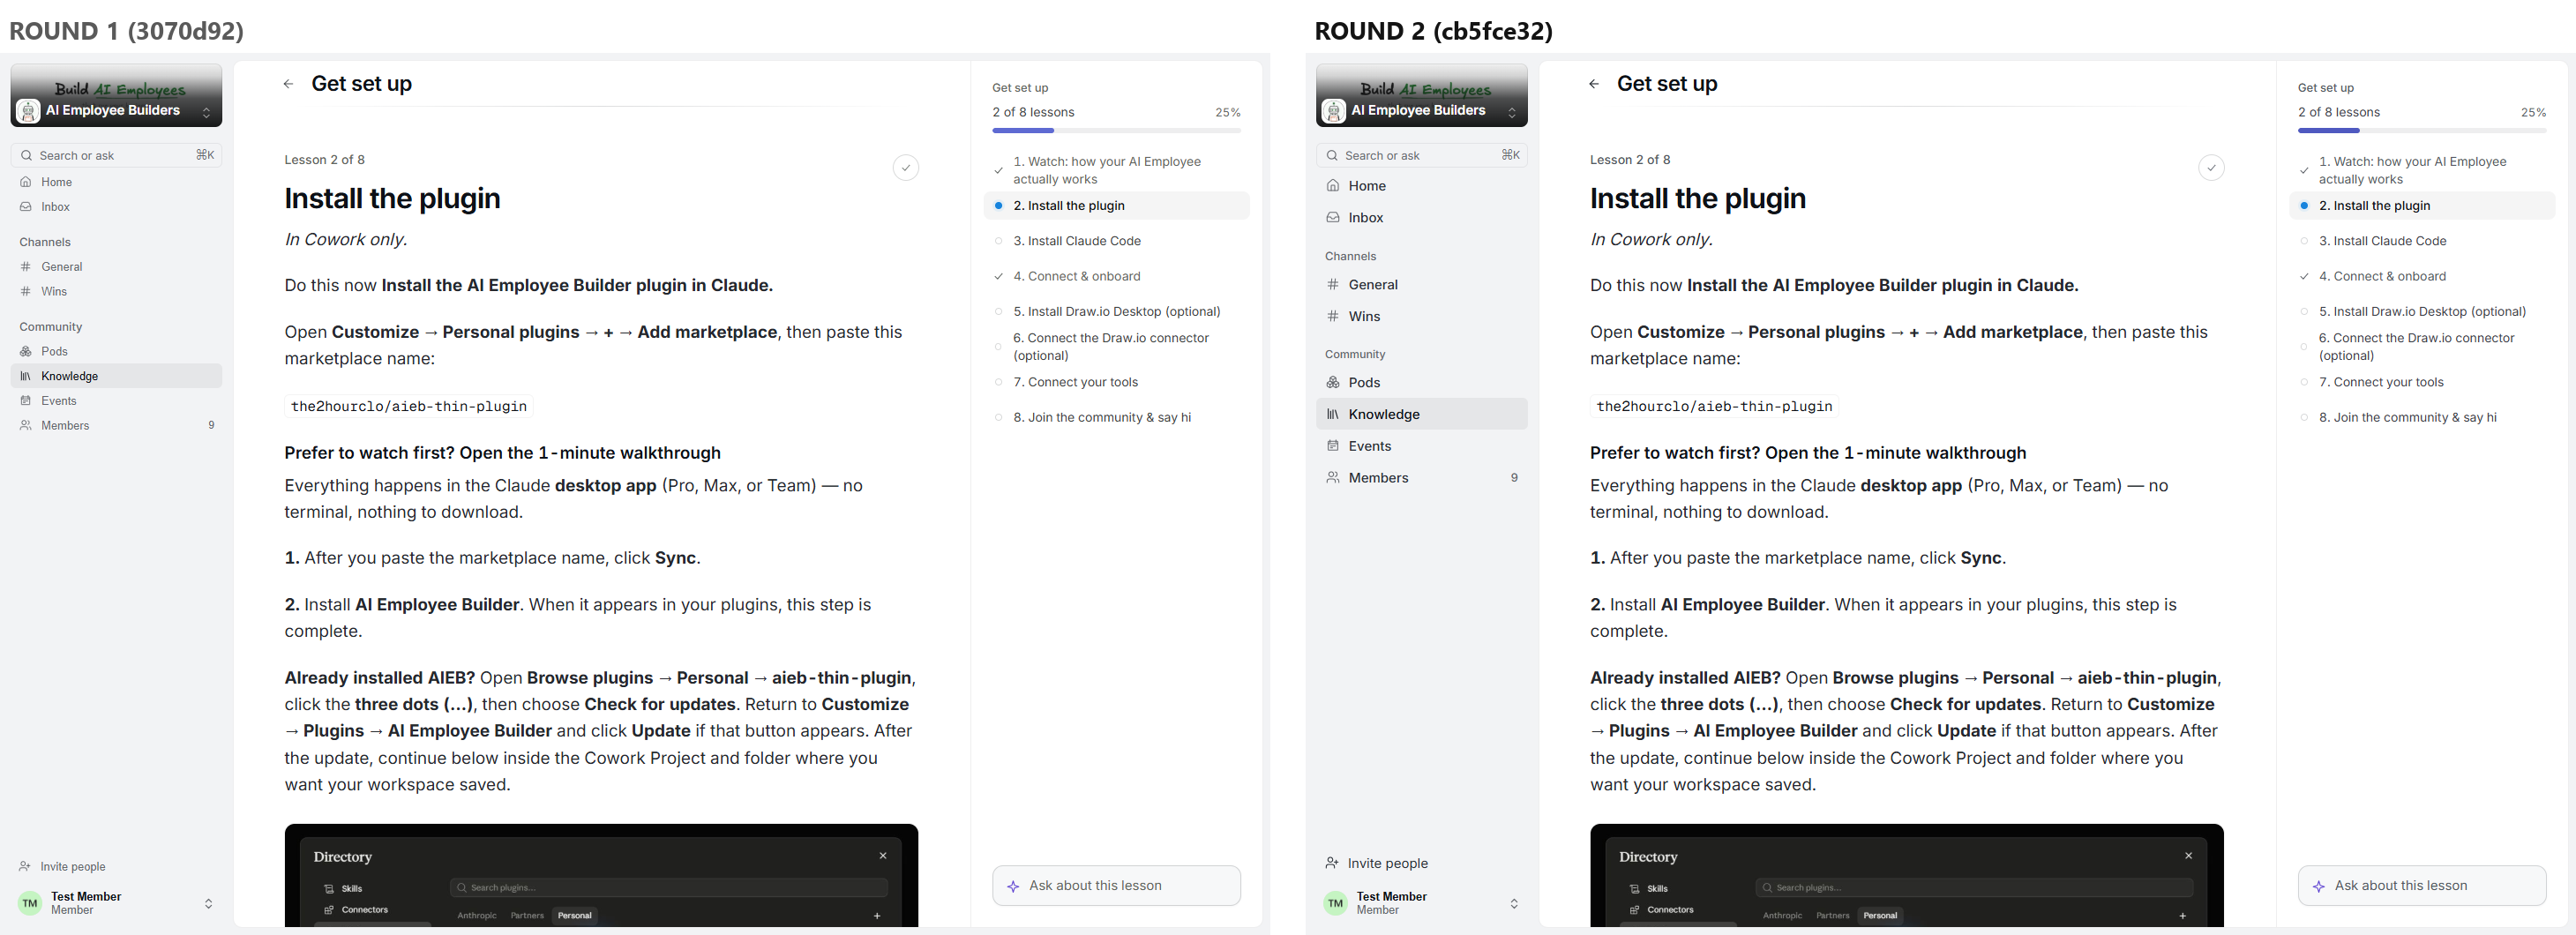 ROUND 1 (3070d92)
Build AI Employees
AI Employee Builders
Search or ask ⌘K
Home
Inbox
Channels
# General
# Wins
Community
Pods
Knowledge
Events
Members 9
Invite people
TM
Test Member
Member
← Get set up
Lesson 2 of 8
Install the plugin
In Cowork only.
Do this now Install the AI Employee Builder plugin in Claude.
Open Customize → Personal plugins → + → Add marketplace, then paste this
marketplace name:
the2hourclo/aieb-thin-plugin
Prefer to watch first? Open the 1-minute walkthrough
Everything happens in the Claude desktop app (Pro, Max, or Team) — no
terminal, nothing to download.
1. After you paste the marketplace name, click Sync.
2. Install AI Employee Builder. When it appears in your plugins, this step is
complete.
Already installed AIEB? Open Browse plugins → Personal → aieb-thin-plugin,
click the three dots (…), then choose Check for updates. Return to Customize
→ Plugins → AI Employee Builder and click Update if that button appears. After
the update, continue below inside the Cowork Project and folder where you
want your workspace saved.
Directory
Skills
Search plugins...
Connectors
Anthropic Partners Personal +
Get set up
2 of 8 lessons 25%
1. Watch: how your AI Employee
actually works
2. Install the plugin
3. Install Claude Code
4. Connect & onboard
5. Install Draw.io Desktop (optional)
6. Connect the Draw.io connector
(optional)
7. Connect your tools
8. Join the community & say hi
Ask about this lesson
ROUND 2 (cb5fce32)
Build AI Employees
AI Employee Builders
Search or ask ⌘K
Home
Inbox
Channels
# General
# Wins
Community
Pods
Knowledge
Events
Members 9
Invite people
TM
Test Member
Member
← Get set up
Lesson 2 of 8
Install the plugin
In Cowork only.
Do this now Install the AI Employee Builder plugin in Claude.
Open Customize → Personal plugins → + → Add marketplace, then paste this
marketplace name:
the2hourclo/aieb-thin-plugin
Prefer to watch first? Open the 1-minute walkthrough
Everything happens in the Claude desktop app (Pro, Max, or Team) — no
terminal, nothing to download.
1. After you paste the marketplace name, click Sync.
2. Install AI Employee Builder. When it appears in your plugins, this step is
complete.
Already installed AIEB? Open Browse plugins → Personal → aieb-thin-plugin,
click the three dots (…), then choose Check for updates. Return to Customize
→ Plugins → AI Employee Builder and click Update if that button appears. After
the update, continue below inside the Cowork Project and folder where you
want your workspace saved.
Directory
Skills
Search plugins...
Connectors
Anthropic Partners Personal +
Get set up
2 of 8 lessons 25%
1. Watch: how your AI Employee
actually works
2. Install the plugin
3. Install Claude Code
4. Connect & onboard
5. Install Draw.io Desktop (optional)
6. Connect the Draw.io connector
(optional)
7. Connect your tools
8. Join the community & say hi
Ask about this lesson